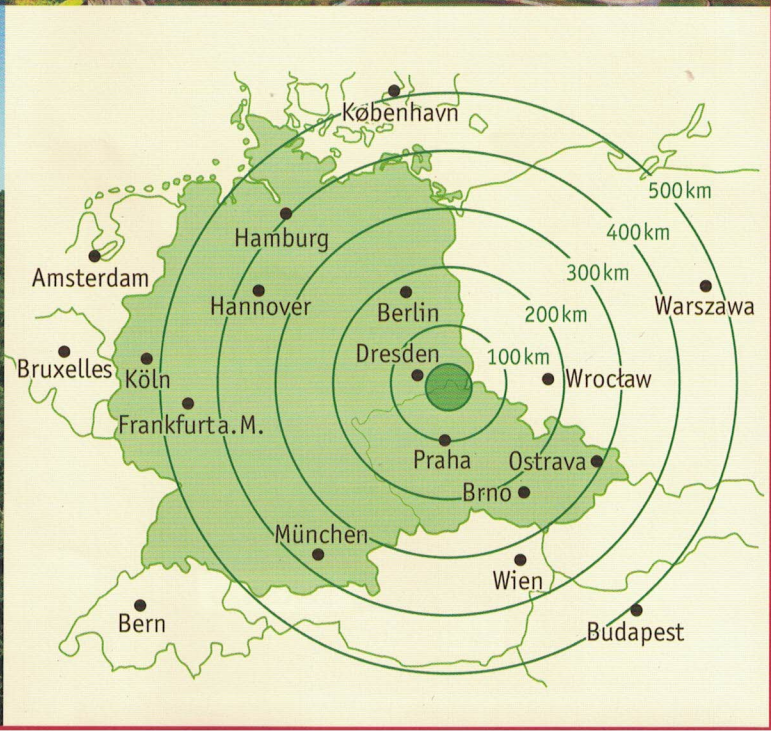 København
500 km
400 km
Hamburg
Amsterdam
300 km
Hannover
Berlin
200 km
Warszawa
Bruxelles
Köln
Dresden
100 km
Wrocław
Frankfurt a. M.
Praha
Ostrava
Brno
München
Wien
Bern
Budapest